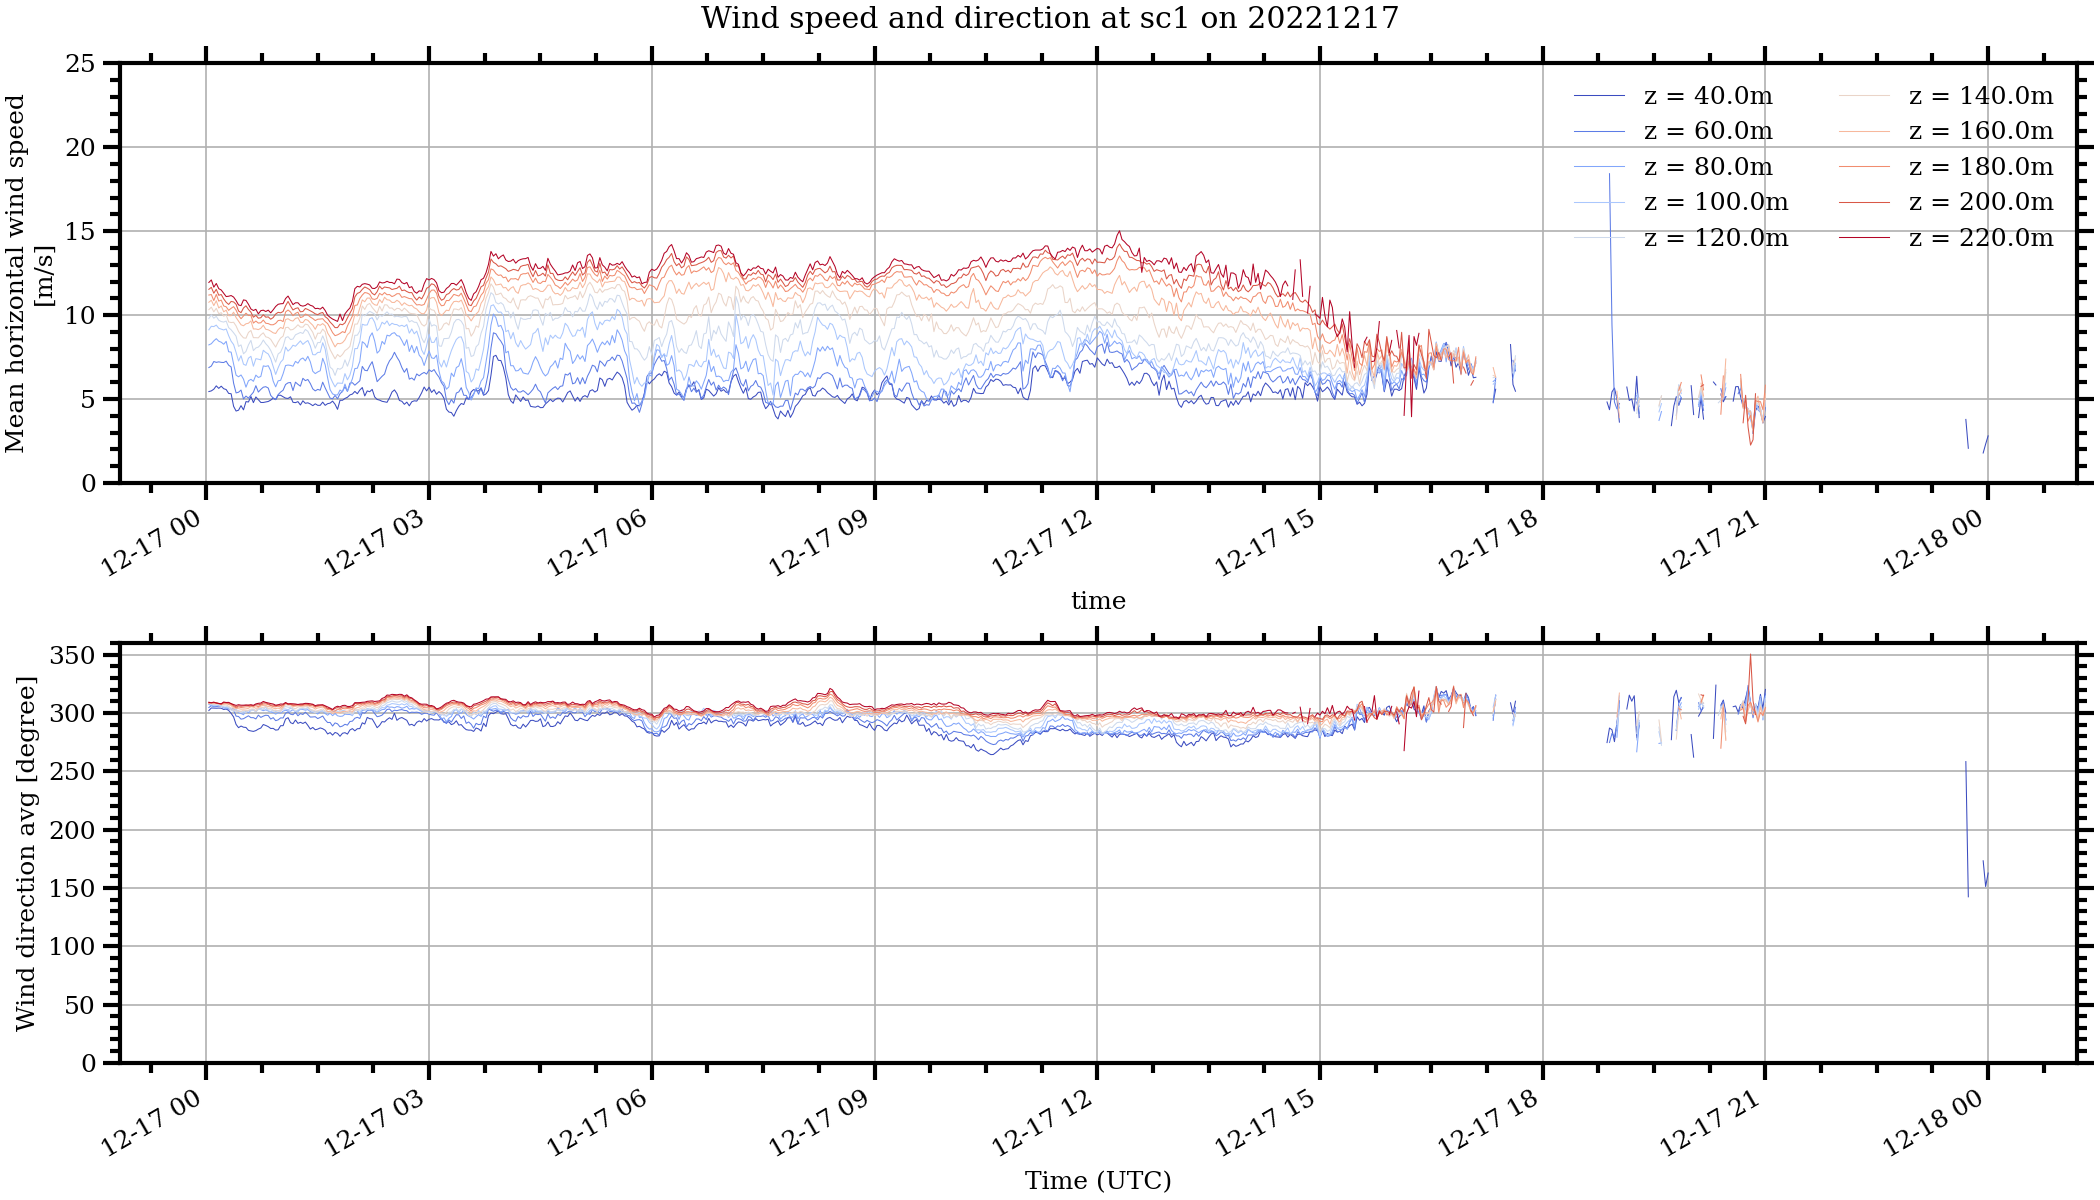 Wind speed and direction at sc1 on 20221217
Mean horizontal wind speed
[m/s]
25
20
15
10
5
0
z = 40.0m
z = 60.0m
z = 80.0m
z = 100.0m
z = 120.0m
z = 140.0m
z = 160.0m
z = 180.0m
z = 200.0m
z = 220.0m
12-17 00
12-17 03
12-17 06
12-17 09
12-17 12
12-17 15
12-17 18
12-17 21
12-18 00
time
Wind direction avg [degree]
350
300
250
200
150
100
50
0
12-17 00
12-17 03
12-17 06
12-17 09
12-17 12
12-17 15
12-17 18
12-17 21
12-18 00
Time (UTC)